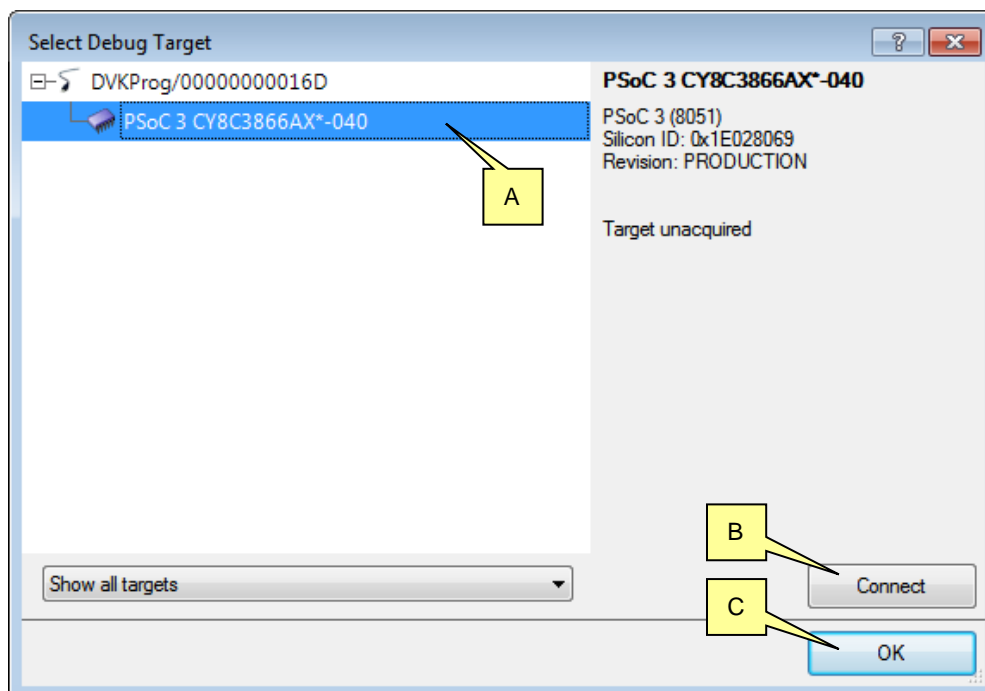 Select Debug Target
DVKProg/00000000016D
PSoC 3 CY8C3866AX*-040
A
PSoC 3 CY8C3866AX*-040
PSoC 3 (8051)
Silicon ID: 0x1E028069
Revision: PRODUCTION
Target unacquired
B
Show all targets
Connect
C
OK